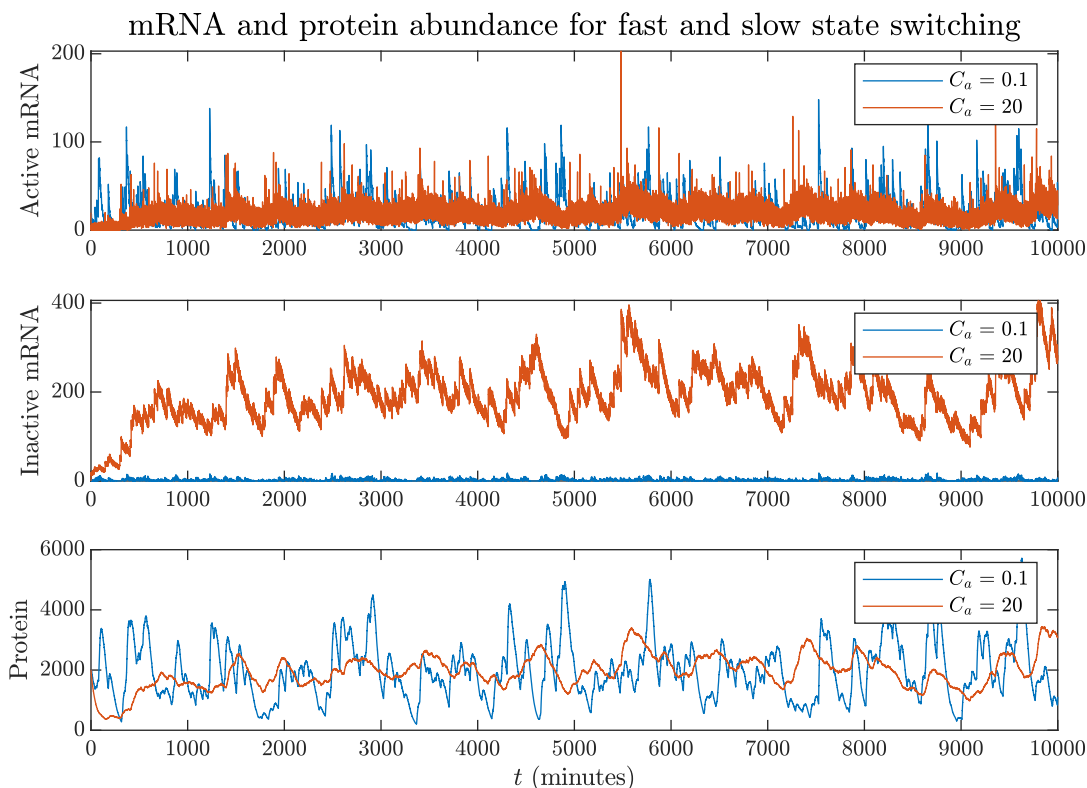 mRNA and protein abundance for fast and slow state switching
Active mRNA
200
100
0
C_a = 0.1
C_a = 20
0 1000 2000 3000 4000 5000 6000 7000 8000 9000 10000
Inactive mRNA
400
200
0
C_a = 0.1
C_a = 20
0 1000 2000 3000 4000 5000 6000 7000 8000 9000 10000
Protein
6000
4000
2000
0
C_a = 0.1
C_a = 20
0 1000 2000 3000 4000 5000 6000 7000 8000 9000 10000
t (minutes)